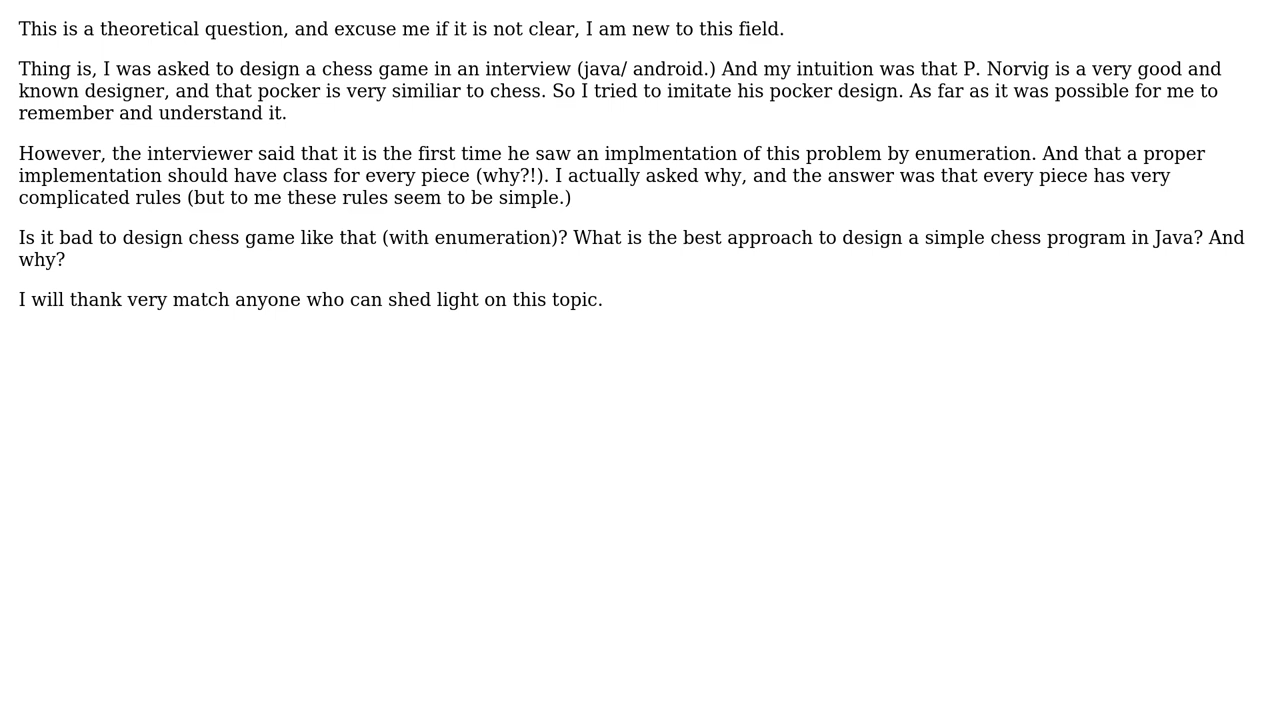 This is a theoretical question, and excuse me if it is not clear, I am new to this field.
Thing is, I was asked to design a chess game in an interview (java/ android.) And my intuition was that P. Norvig is a very good and
known designer, and that pocker is very similiar to chess. So I tried to imitate his pocker design. As far as it was possible for me to
remember and understand it.
However, the interviewer said that it is the first time he saw an implmentation of this problem by enumeration. And that a proper
implementation should have class for every piece (why?!). I actually asked why, and the answer was that every piece has very
complicated rules (but to me these rules seem to be simple.)
Is it bad to design chess game like that (with enumeration)? What is the best approach to design a simple chess program in Java? And
why?
I will thank very match anyone who can shed light on this topic.